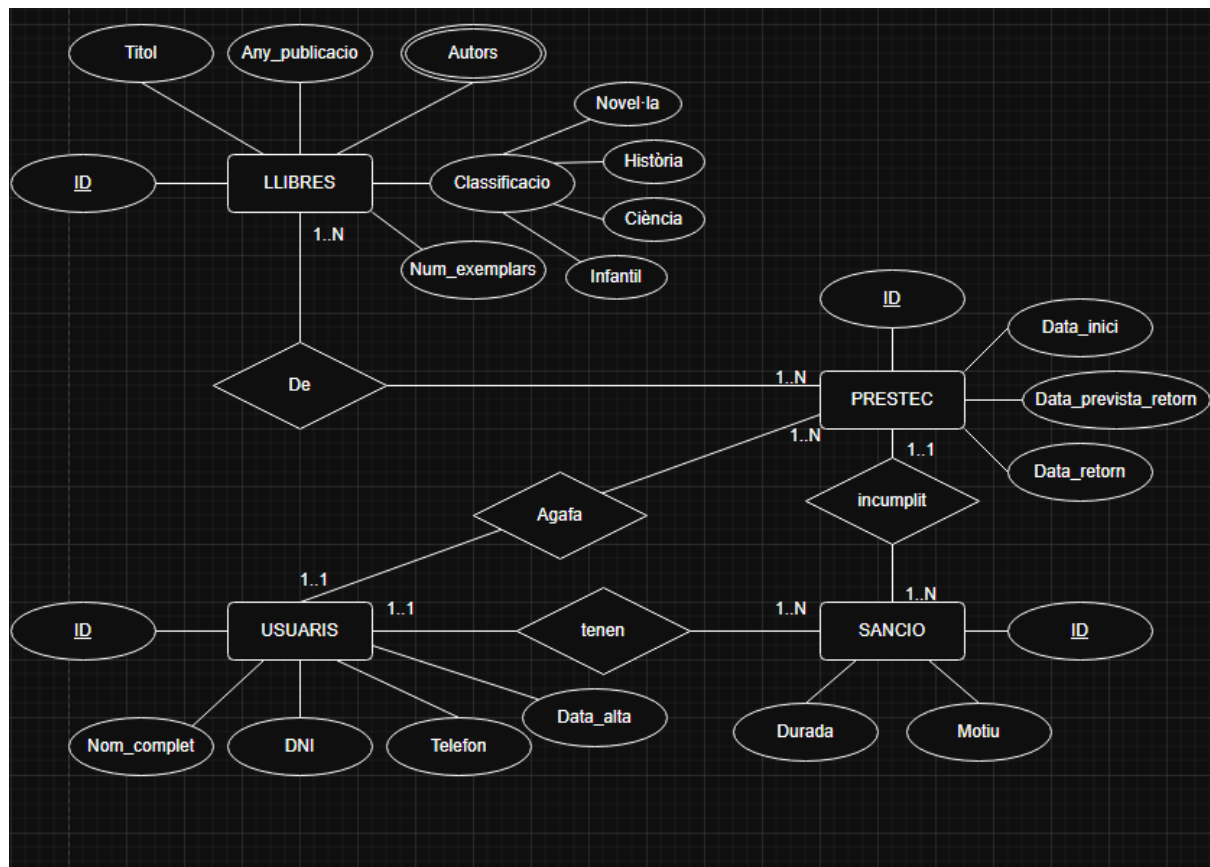 Titol
Any_publicacio
Autors
Novel·la
Història
ID
LLIBRES
Classificacio
Ciència
1..N
Num_exemplars
Infantil
ID
Data_inici
De
1..N
PRESTEC
Data_prevista_retorn
1..N
1..1
Data_retorn
incumplit
Agafa
1..1
1..1
1..N
1..N
ID
USUARIS
tenen
SANCIO
ID
Nom_complet
DNI
Telefon
Data_alta
Durada
Motiu